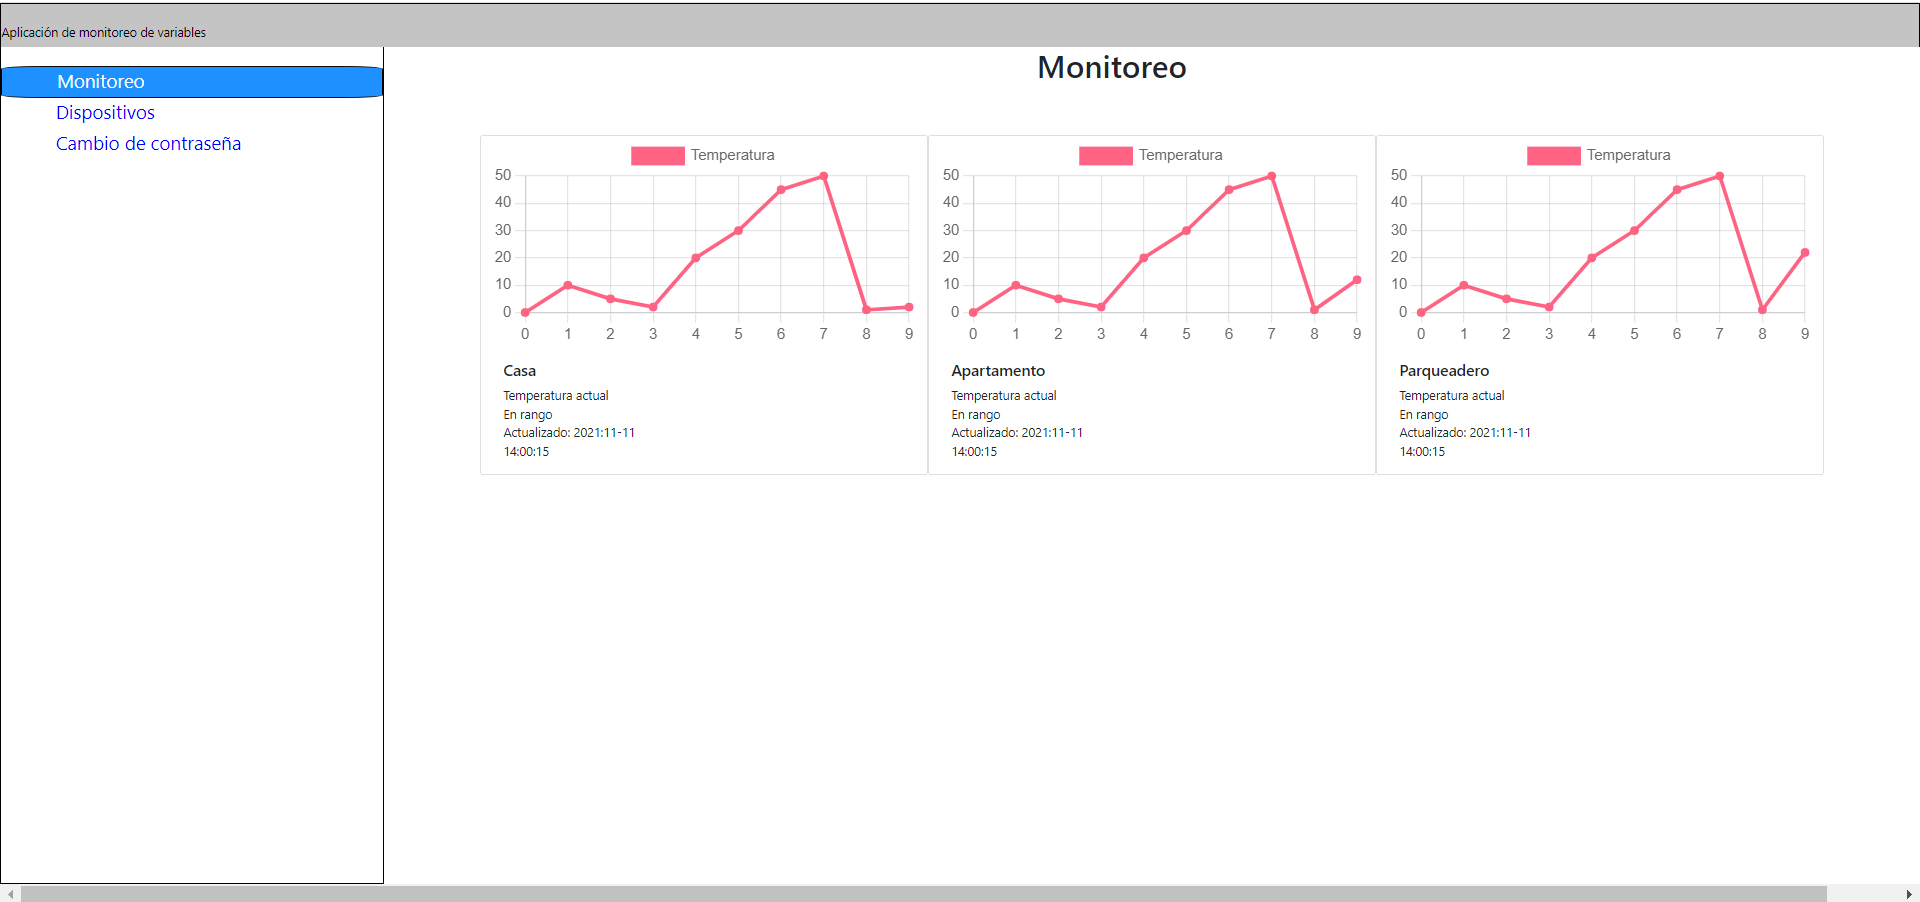 Aplicación de monitoreo de variables
Monitoreo
Dispositivos
Cambio de contraseña
Monitoreo
Temperatura
50
40
30
20
10
0
0 1 2 3 4 5 6 7 8 9
Casa
Temperatura actual
En rango
Actualizado: 2021:11-11
14:00:15
Temperatura
50
40
30
20
10
0
0 1 2 3 4 5 6 7 8 9
Apartamento
Temperatura actual
En rango
Actualizado: 2021:11-11
14:00:15
Temperatura
50
40
30
20
10
0
0 1 2 3 4 5 6 7 8 9
Parqueadero
Temperatura actual
En rango
Actualizado: 2021:11-11
14:00:15